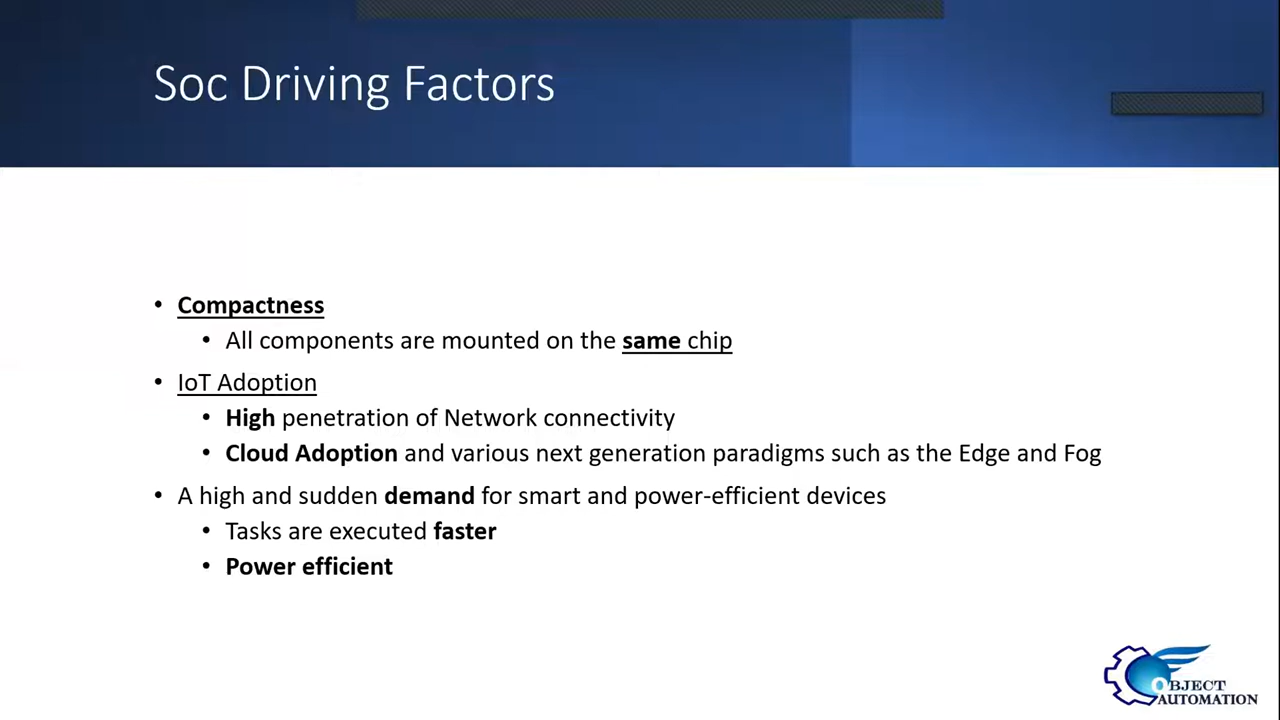 Soc Driving Factors
• Compactness
• All components are mounted on the same chip
• IoT Adoption
• High penetration of Network connectivity
• Cloud Adoption and various next generation paradigms such as the Edge and Fog
• A high and sudden demand for smart and power-efficient devices
• Tasks are executed faster
• Power efficient
OBJECT
AUTOMATION